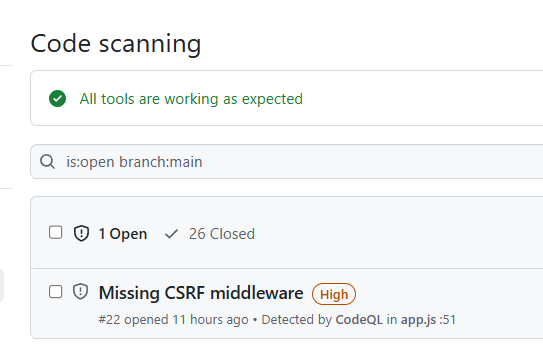 Code scanning
All tools are working as expected
is:open branch:main
1 Open 26 Closed
Missing CSRF middleware High
#22 opened 11 hours ago • Detected by CodeQL in app.js :51